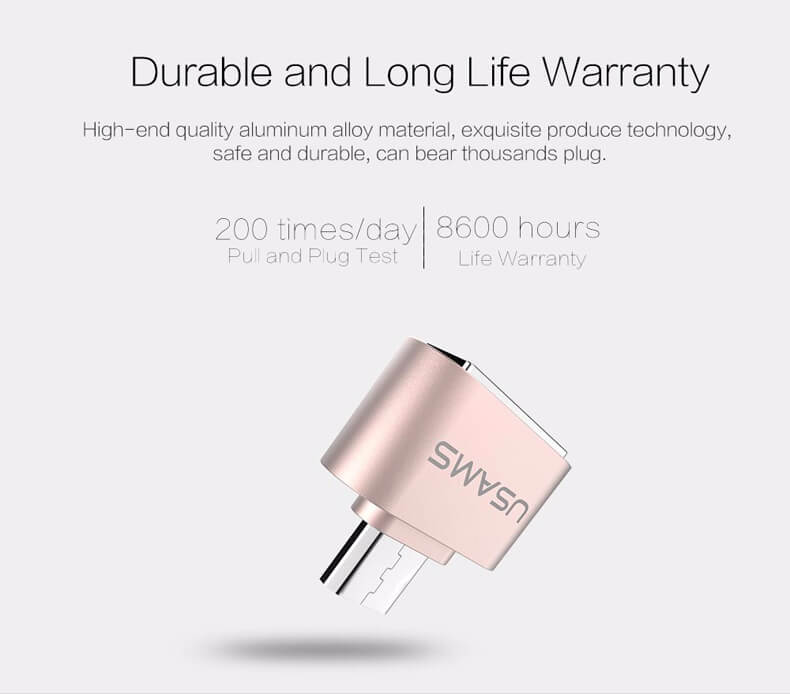 Durable and Long Life Warranty
High-end quality aluminum alloy material, exquisite produce technology,
safe and durable, can bear thousands plug.
200 times/day
Pull and Plug Test
8600 hours
Life Warranty
USAMS